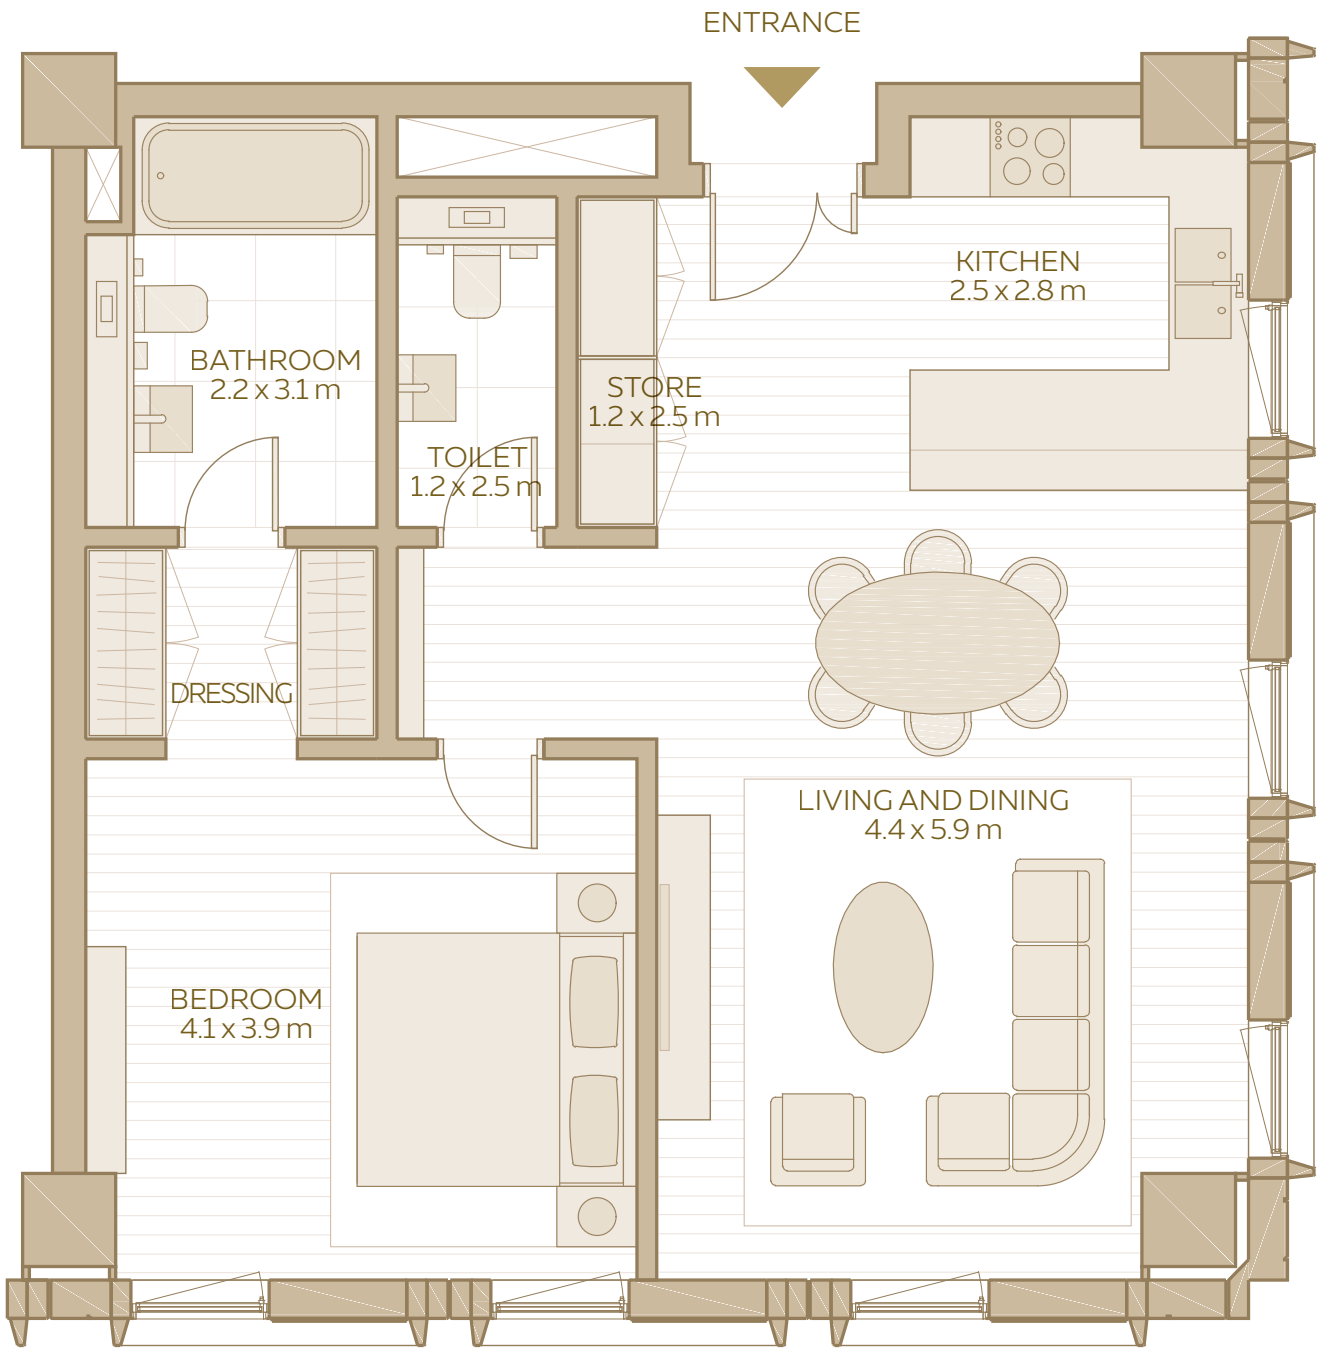 ENTRANCE
KITCHEN
2.5 x 2.8 m
BATHROOM
2.2 x 3.1 m
STORE
1.2 x 2.5 m
TOILET
1.2 x 2.5 m
DRESSING
LIVING AND DINING
4.4 x 5.9 m
BEDROOM
4.1 x 3.9 m